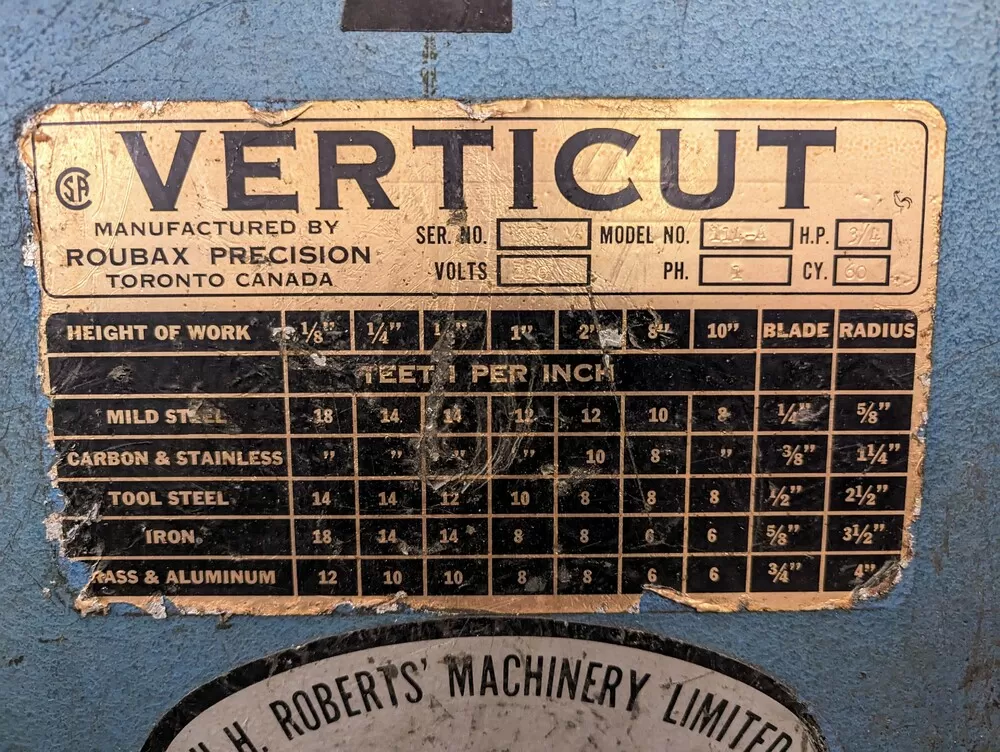 VERTICUT
CSA
MANUFACTURED BY
ROUBAX PRECISION
TORONTO CANADA
SER. NO. MODEL NO. 11A-A H.P. 3/4
VOLTS PH. 1 CY. 60
HEIGHT OF WORK 1/8" 1/4" 1" 2" 8" 10" BLADE RADIUS
TEETH PER INCH
MILD STEEL 18 14 14 12 12 10 8 1/4" 5/8"
CARBON & STAINLESS " " " " 10 8 " 3/8" 1 1/4"
TOOL STEEL 14 14 12 10 8 8 8 1/2" 2 1/2"
IRON 18 14 14 8 8 6 6 5/8" 3 1/2"
RASS & ALUMINUM 12 10 10 8 8 6 6 3/4" 4"
H. ROBERTS' MACHINERY LIMITED